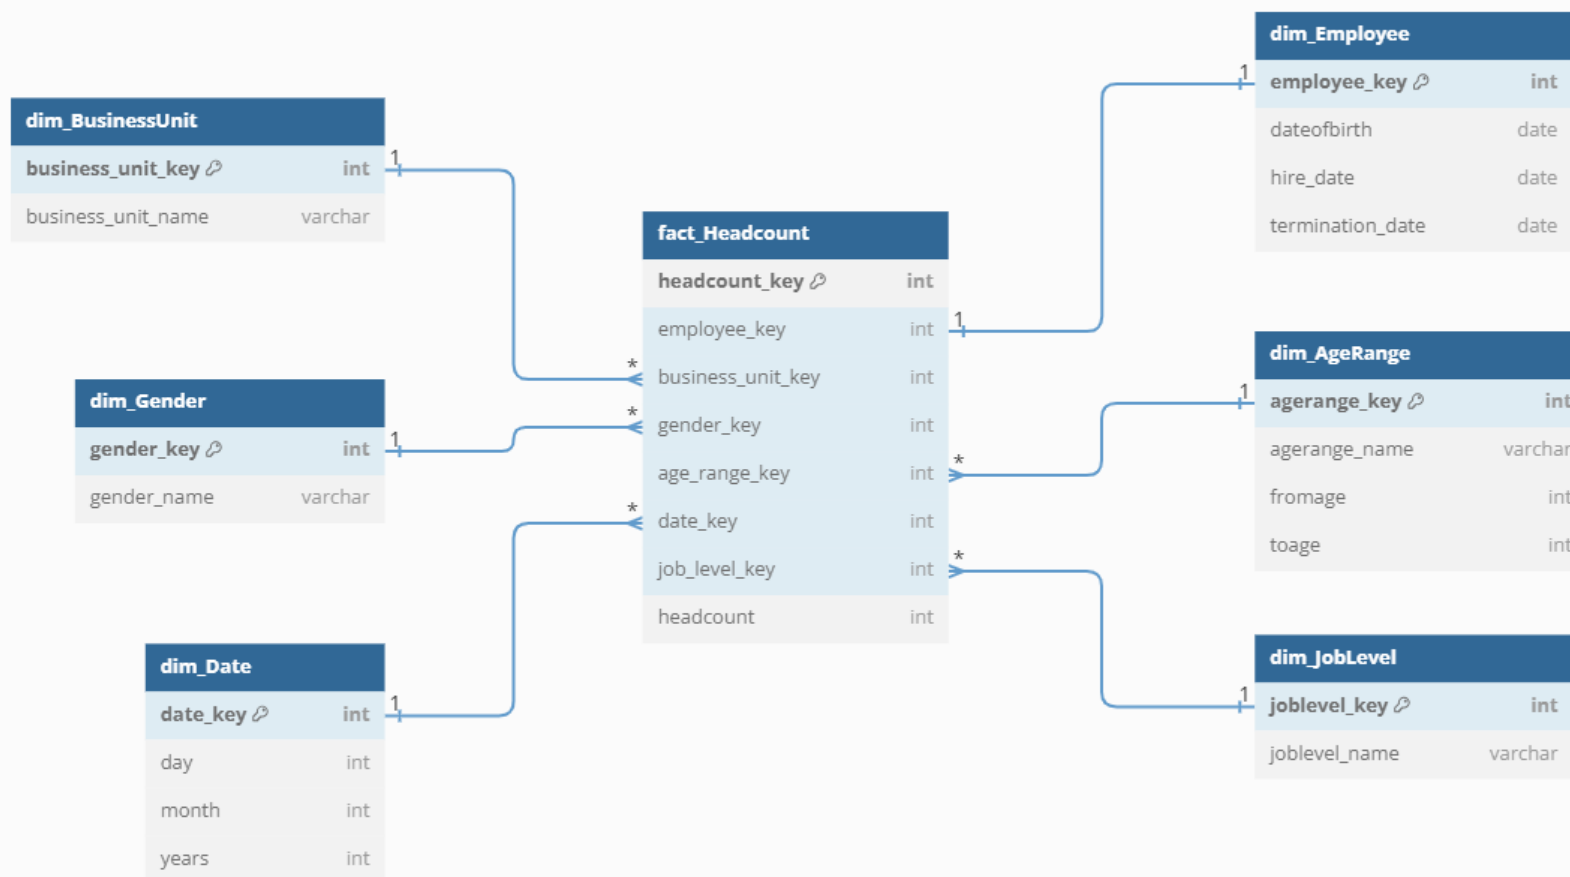 dim_BusinessUnit
business_unit_key int
business_unit_name varchar
1
dim_Gender
gender_key int
gender_name varchar
1
dim_Date
date_key int
day int
month int
years int
1
fact_Headcount
headcount_key int
employee_key int
1
* business_unit_key int
* gender_key int
age_range_key int *
* date_key int
job_level_key int *
headcount int
dim_Employee
1 employee_key int
dateofbirth date
hire_date date
termination_date date
dim_AgeRange
1 agerange_key int
agerange_name varchar
fromage int
toage int
dim_JobLevel
1 joblevel_key int
joblevel_name varchar